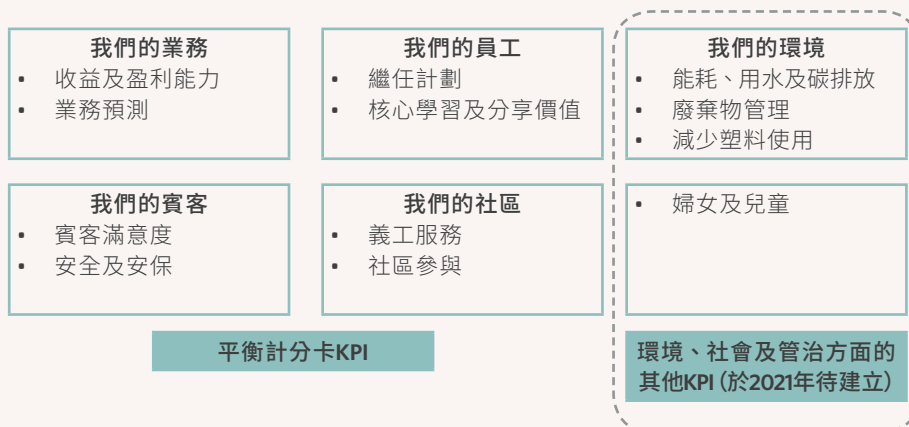 我們的業務
• 收益及盈利能力
• 業務預測
我們的員工
• 繼任計劃
• 核心學習及分享價值
我們的環境
• 能耗、用水及碳排放
• 廢棄物管理
• 減少塑料使用
我們的賓客
• 賓客滿意度
• 安全及安保
我們的社區
• 義工服務
• 社區參與
• 婦女及兒童
平衡計分卡KPI
環境、社會及管治方面的
其他KPI（於2021年待建立）